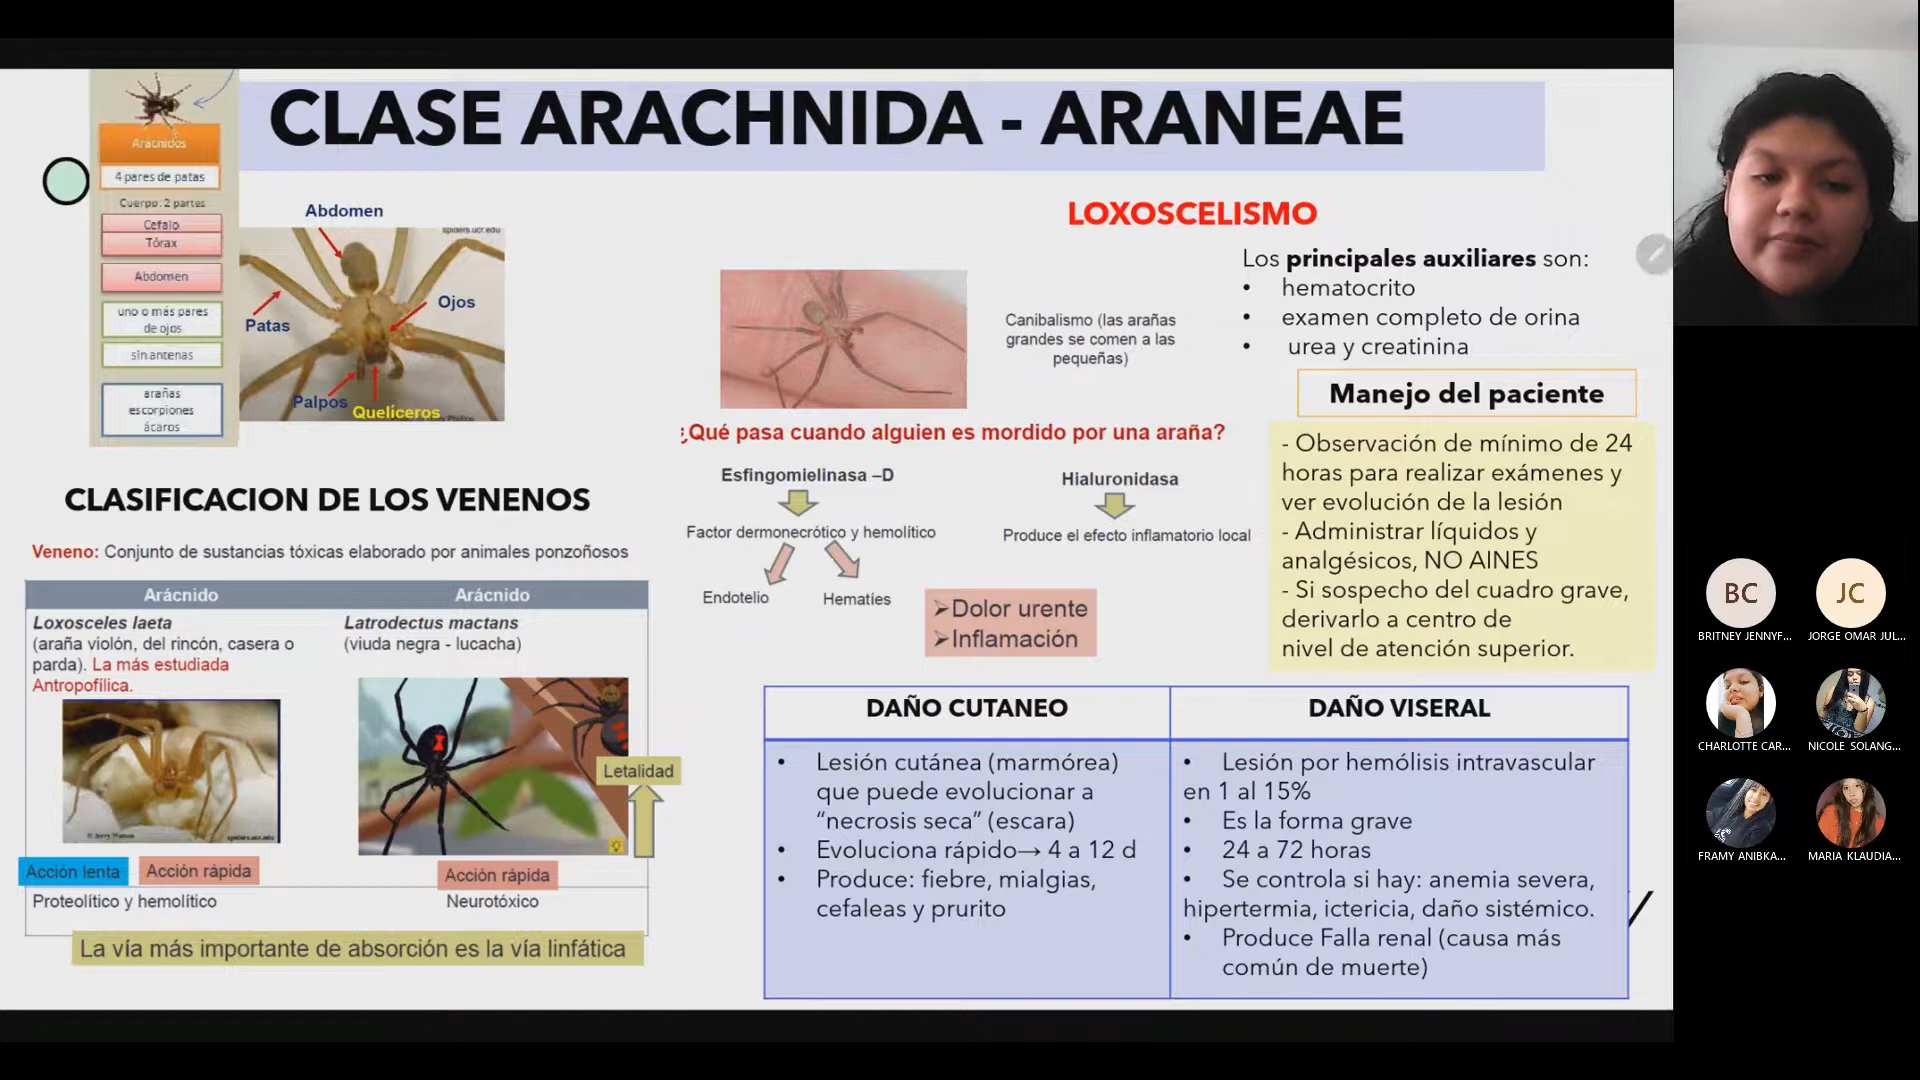 CLASE ARACHNIDA - ARANEAE
Arácnidos
4 pares de patas
Cuerpo: 2 partes
Cefalo
Tórax
Abdomen
uno o más pares
de ojos
sin antenas
arañas
escorpiones
ácaros
Abdomen
spiders.ucr.edu
Ojos
Patas
Palpos
Quelíceros
CLASIFICACION DE LOS VENENOS
Veneno: Conjunto de sustancias tóxicas elaborado por animales ponzoñosos
Arácnido
Arácnido
Loxosceles laeta
(araña violón, del rincón, casera o
parda). La más estudiada
Antropofílica.
Latrodectus mactans
(viuda negra - lucacha)
spiders.ucr.edu
Letalidad
Acción lenta
Acción rápida
Acción rápida
Proteolítico y hemolítico
Neurotóxico
La vía más importante de absorción es la vía linfática
LOXOSCELISMO
Canibalismo (las arañas
grandes se comen a las
pequeñas)
¿Qué pasa cuando alguien es mordido por una araña?
Esfingomielinasa –D
Hialuronidasa
Factor dermonecrótico y hemolítico
Produce el efecto inflamatorio local
Endotelio
Hematíes
➢Dolor urente
➢Inflamación
Los principales auxiliares son:
• hematocrito
• examen completo de orina
• urea y creatinina
Manejo del paciente
- Observación de mínimo de 24
horas para realizar exámenes y
ver evolución de la lesión
- Administrar líquidos y
analgésicos, NO AINES
- Si sospecho del cuadro grave,
derivarlo a centro de
nivel de atención superior.
DAÑO CUTANEO
• Lesión cutánea (marmórea)
que puede evolucionar a
“necrosis seca” (escara)
• Evoluciona rápido→ 4 a 12 d
• Produce: fiebre, mialgias,
cefaleas y prurito
DAÑO VISERAL
• Lesión por hemólisis intravascular
en 1 al 15%
• Es la forma grave
• 24 a 72 horas
• Se controla si hay: anemia severa,
hipertermia, ictericia, daño sistémico.
• Produce Falla renal (causa más
común de muerte)
BC
BRITNEY JENNYF...
JC
JORGE OMAR JUL...
CHARLOTTE CAR...
NICOLE SOLANG...
FRAMY ANIBKA...
MARIA KLAUDIA...